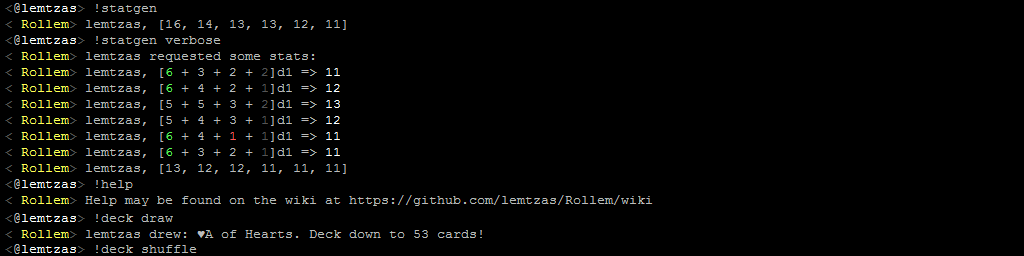 <@lemtzas> !statgen
< Rollem> lemtzas, [16, 14, 13, 13, 12, 11]
<@lemtzas> !statgen verbose
< Rollem> lemtzas requested some stats:
< Rollem> lemtzas, [6 + 3 + 2 + 2]d1 => 11
< Rollem> lemtzas, [6 + 4 + 2 + 1]d1 => 12
< Rollem> lemtzas, [5 + 5 + 3 + 2]d1 => 13
< Rollem> lemtzas, [5 + 4 + 3 + 1]d1 => 12
< Rollem> lemtzas, [6 + 4 + 1 + 1]d1 => 11
< Rollem> lemtzas, [6 + 3 + 2 + 1]d1 => 11
< Rollem> lemtzas, [13, 12, 12, 11, 11, 11]
<@lemtzas> !help
< Rollem> Help may be found on the wiki at https://github.com/lemtzas/Rollem/wiki
<@lemtzas> !deck draw
< Rollem> lemtzas drew: ♥A of Hearts. Deck down to 53 cards!
<@lemtzas> !deck shuffle